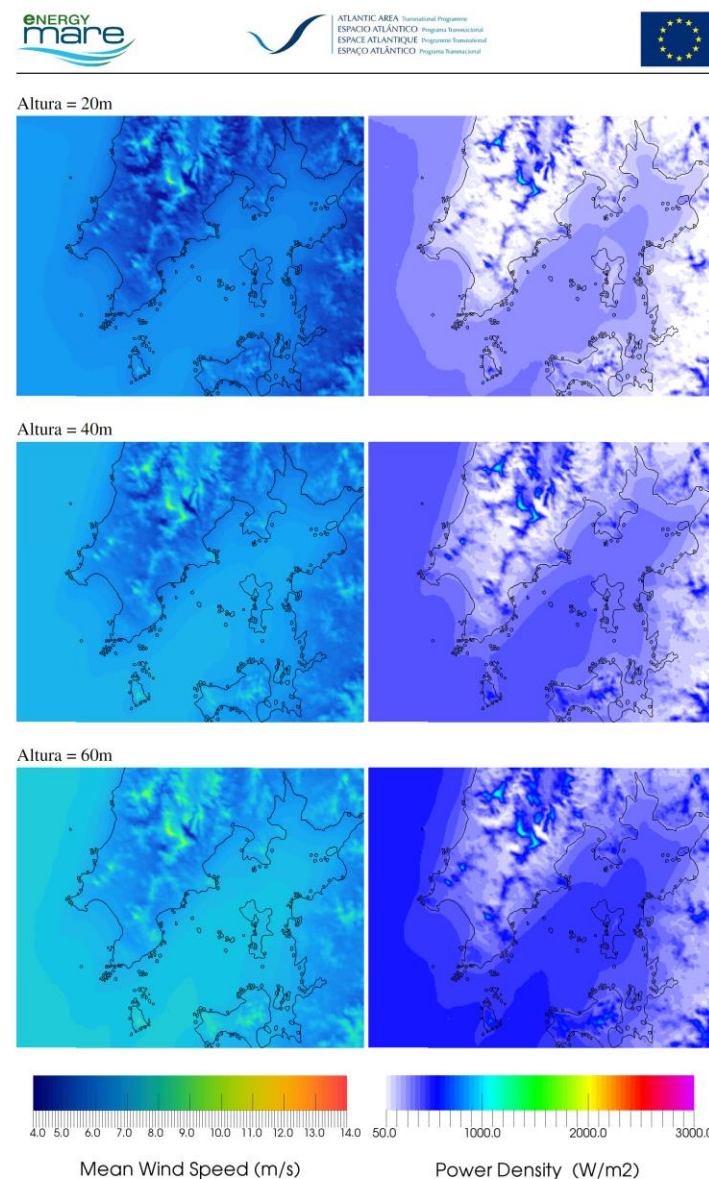 eNERGY
mare
ATLANTIC AREA Transnational Programme
ESPACIO ATLÁNTICO Programa Transnacional
ESPACE ATLANTIQUE Programme Transnational
ESPAÇO ATLÂNTICO Programa Transnacional
Altura = 20m
Altura = 40m
Altura = 60m
4.0 5.0 6.0 7.0 8.0 9.0 10.0 11.0 12.0 13.0 14.0
50.0 1000.0 2000.0 3000.0
Mean Wind Speed (m/s)
Power Density (W/m2)